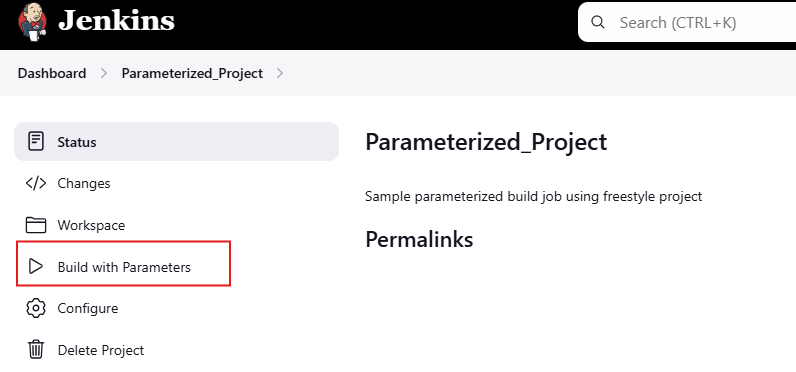 Jenkins
Search (CTRL+K)
Dashboard
Parameterized_Project
Status
Changes
Workspace
Build with Parameters
Configure
Delete Project
Parameterized_Project
Sample parameterized build job using freestyle project
Permalinks